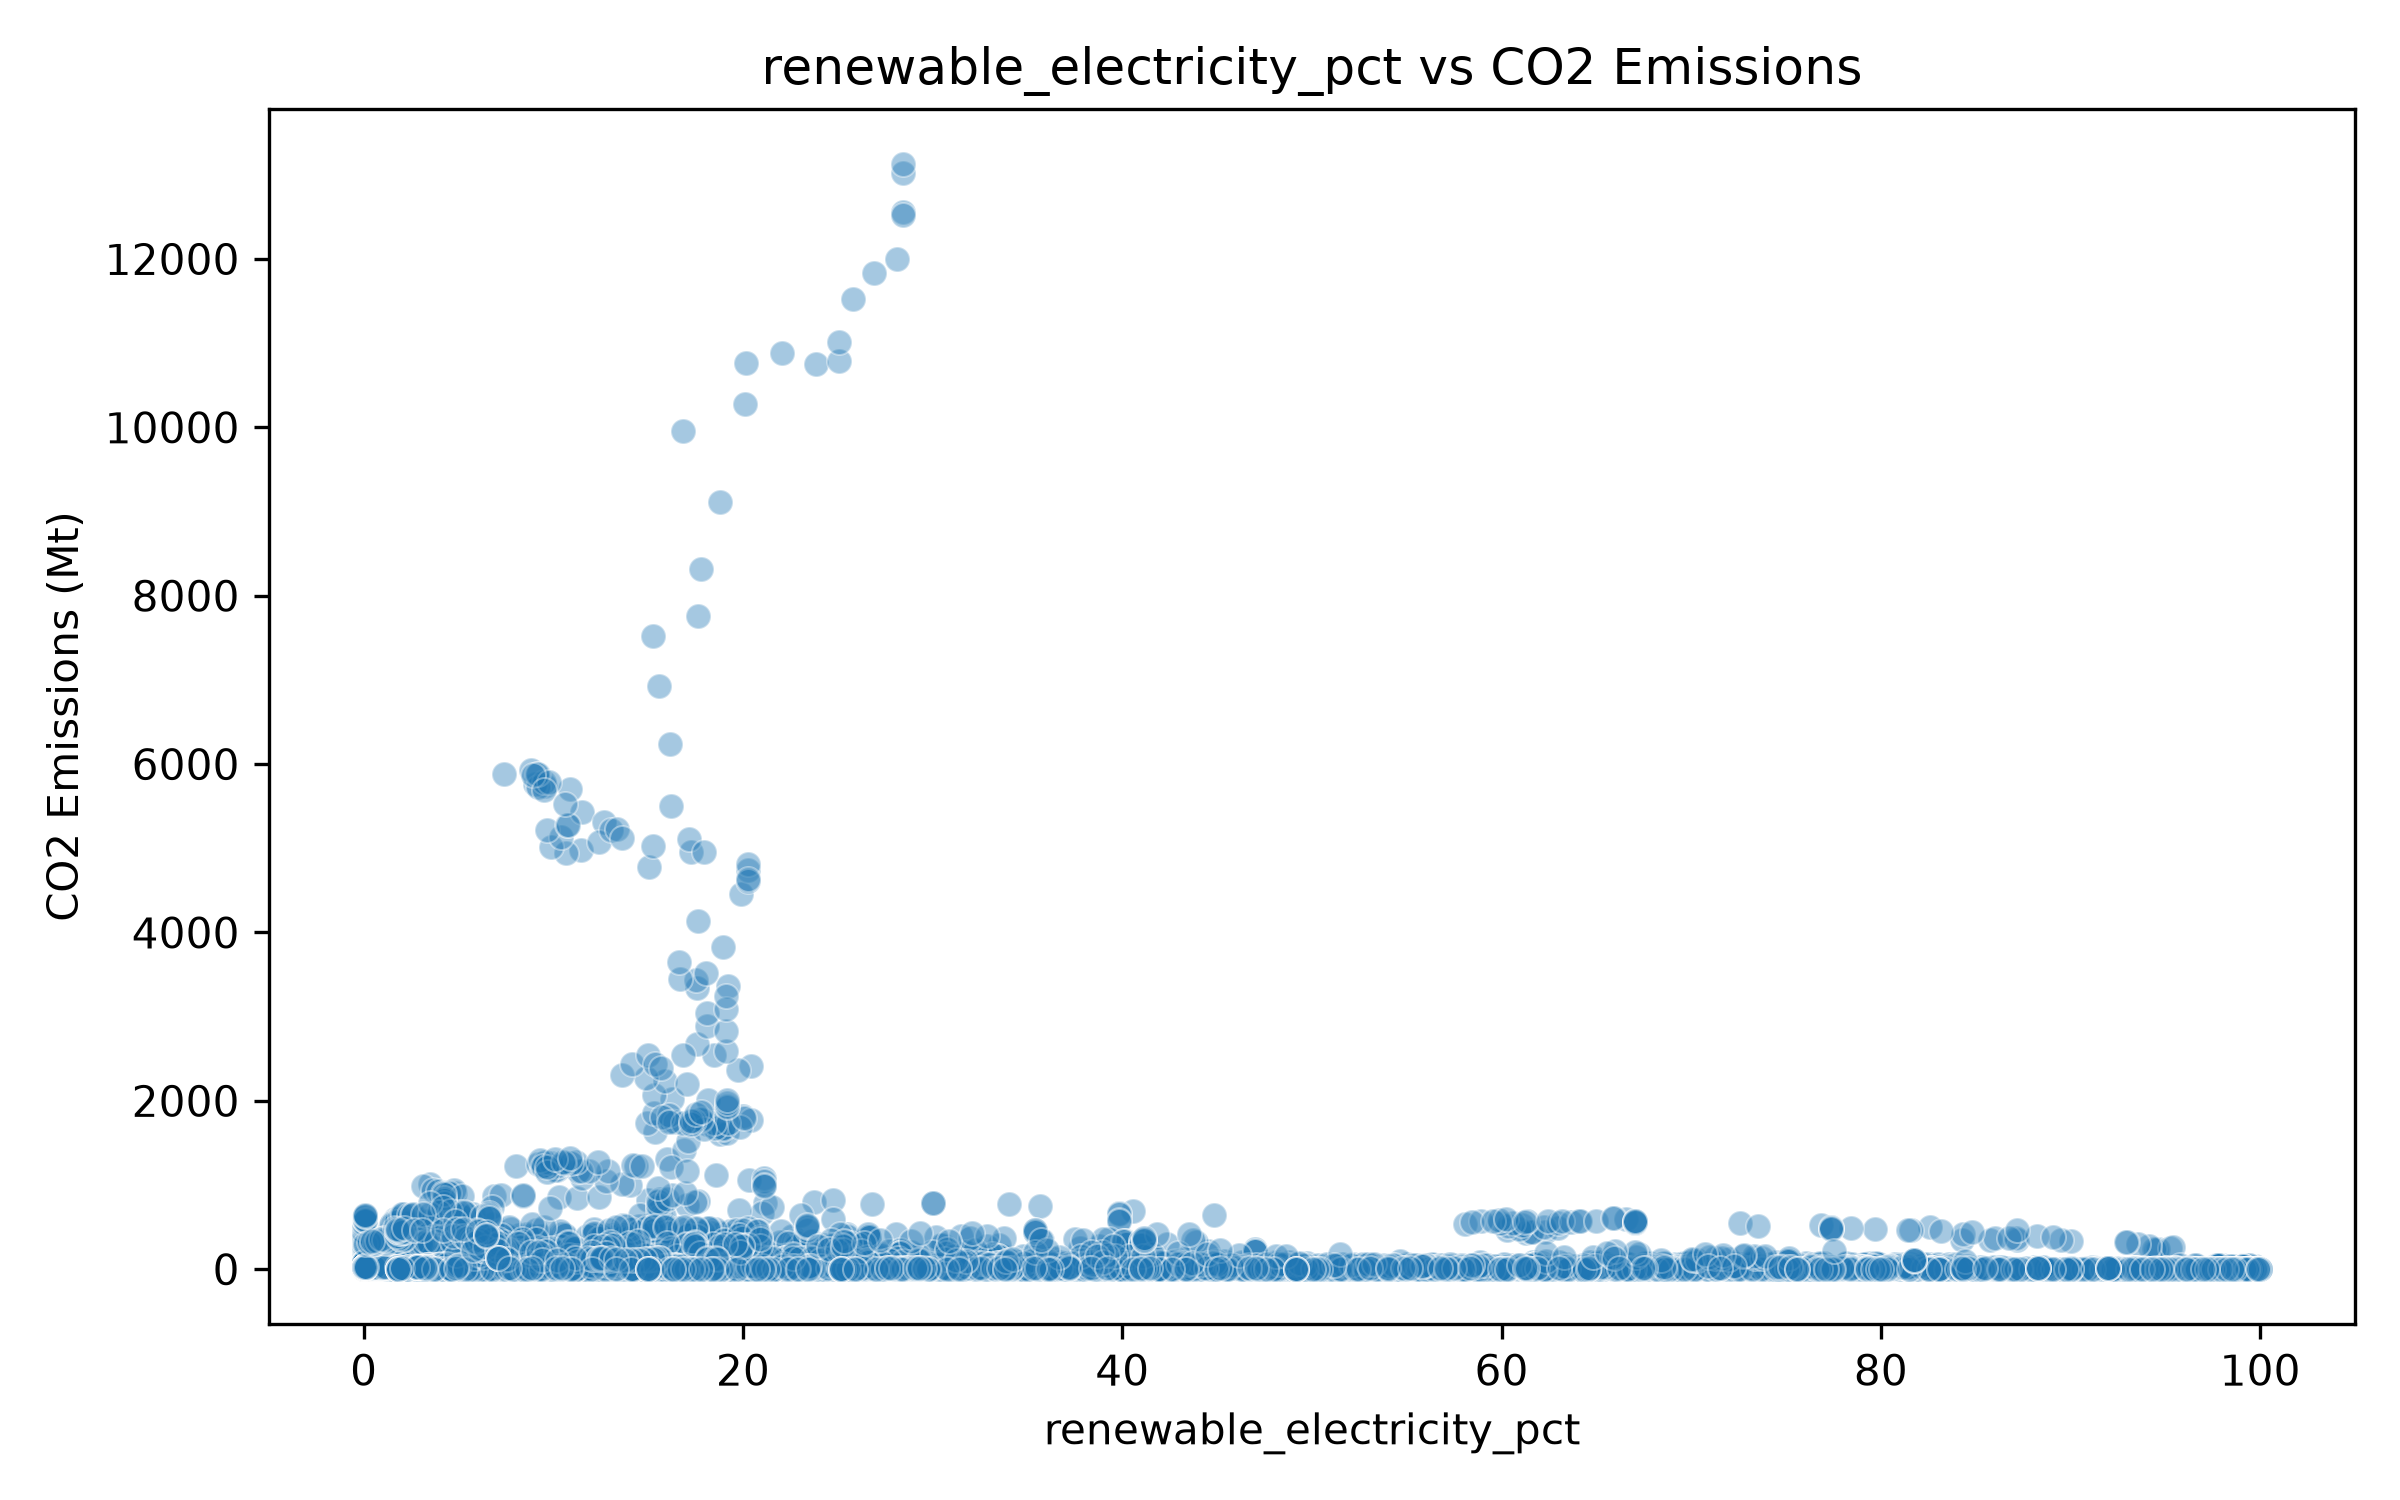 renewable_electricity_pct vs CO2 Emissions
CO2 Emissions (Mt)
12000
10000
8000
6000
4000
2000
0
0 20 40 60 80 100
renewable_electricity_pct